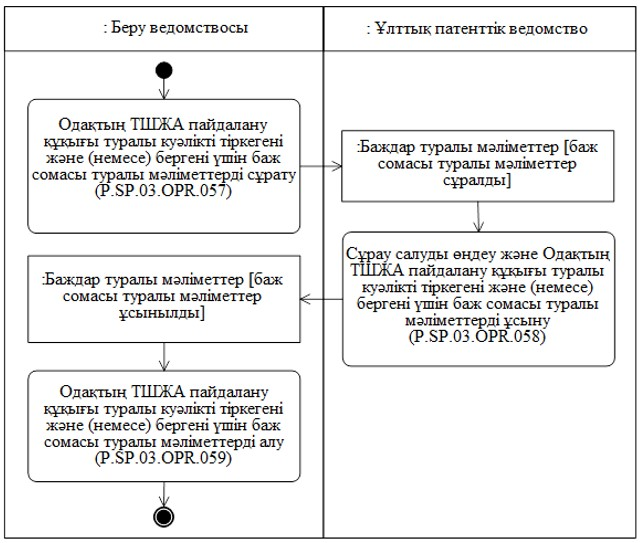 : Беру ведомствосы
: Ұлттық патенттік ведомство
Одақтың ТШЖА пайдалану
құқығы туралы куәлікті тіркегені
және (немесе) бергені үшін баж
сомасы туралы мәліметтерді сұрату
(P.SP.03.OPR.057)
:Баждар туралы мәліметтер [баж
сомасы туралы мәліметтер
сұралды]
Сұрау салуды өңдеу және Одақтың
ТШЖА пайдалану құқығы туралы
куәлікті тіркегені және (немесе)
бергені үшін баж сомасы туралы
мәліметтерді ұсыну
(P.SP.03.OPR.058)
:Баждар туралы мәліметтер [баж
сомасы туралы мәліметтер
ұсынылды]
Одақтың ТШЖА пайдалану
құқығы туралы куәлікті тіркегені
және (немесе) бергені үшін баж
сомасы туралы мәліметтерді алу
(P.SP.03.OPR.059)